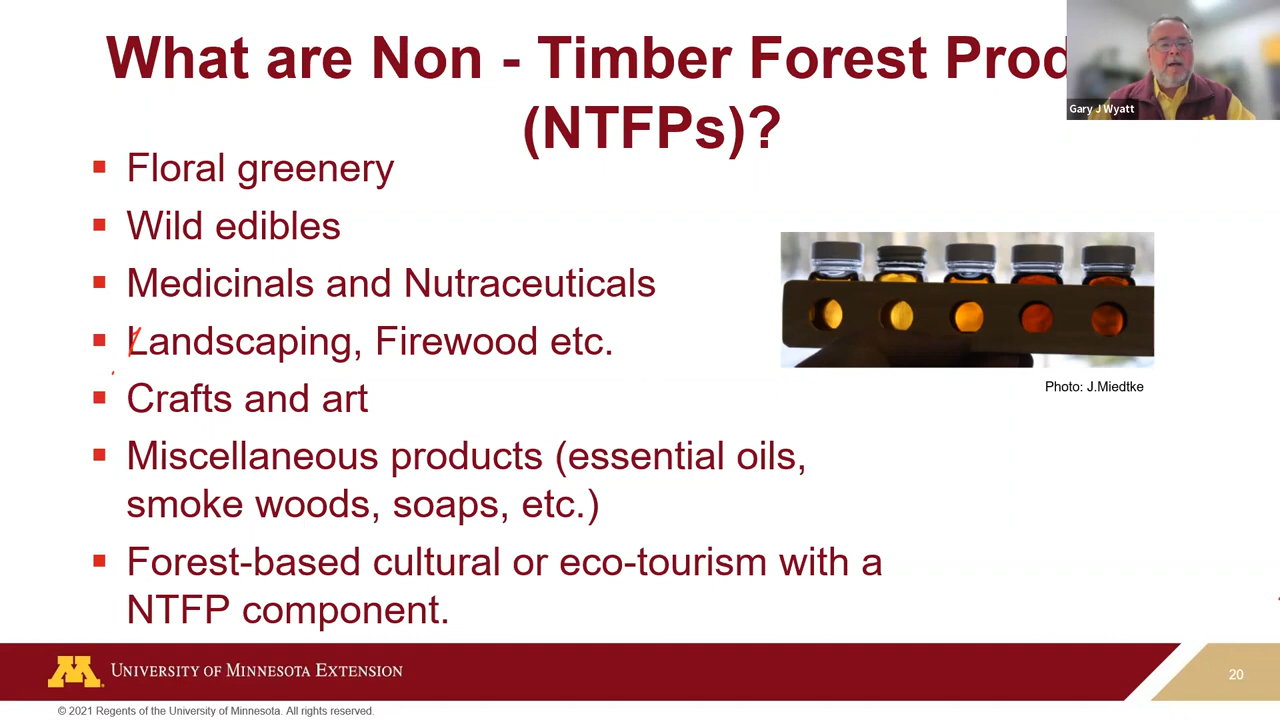 What are Non - Timber Forest Prod
(NTFPs)?
Gary J Wyatt
▪ Floral greenery
▪ Wild edibles
▪ Medicinals and Nutraceuticals
▪ Landscaping, Firewood etc.
▪ Crafts and art
▪ Miscellaneous products (essential oils,
smoke woods, soaps, etc.)
▪ Forest-based cultural or eco-tourism with a
NTFP component.
Photo: J.Miedtke
M
UNIVERSITY OF MINNESOTA EXTENSION
20
© 2021 Regents of the University of Minnesota. All rights reserved.